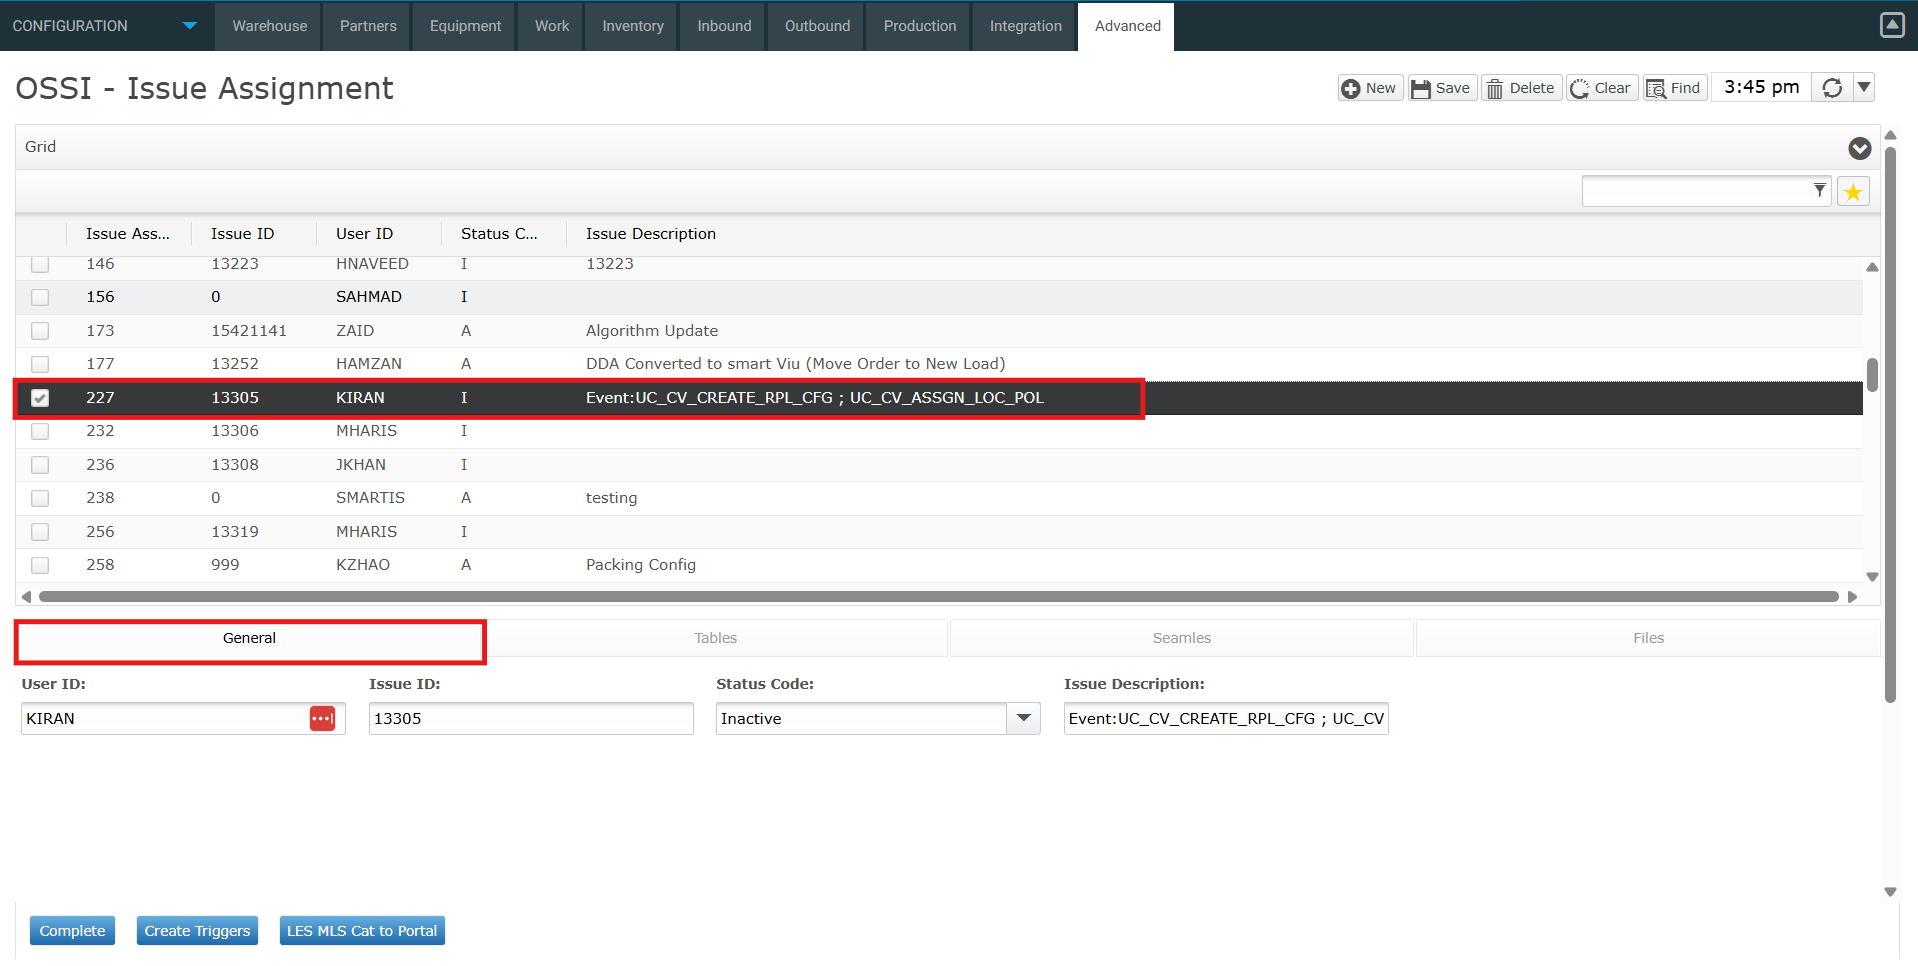 CONFIGURATION Warehouse Partners Equipment Work Inventory Inbound Outbound Production Integration Advanced
OSSI - Issue Assignment
New Save Delete Clear Find 3:45 pm
Grid
Issue Ass... Issue ID User ID Status C... Issue Description
146 13223 HNAVEED I 13223
156 0 SAHMAD I
173 15421141 ZAID A Algorithm Update
177 13252 HAMZAN A DDA Converted to smart Viu (Move Order to New Load)
227 13305 KIRAN I Event:UC_CV_CREATE_RPL_CFG ; UC_CV_ASSGN_LOC_POL
232 13306 MHARIS I
236 13308 JKHAN I
238 0 SMARTIS A testing
256 13319 MHARIS I
258 999 KZHAO A Packing Config
General Tables Seamles Files
User ID: Issue ID: Status Code: Issue Description:
KIRAN 13305 Inactive Event:UC_CV_CREATE_RPL_CFG ; UC_CV
Complete Create Triggers LES MLS Cat to Portal